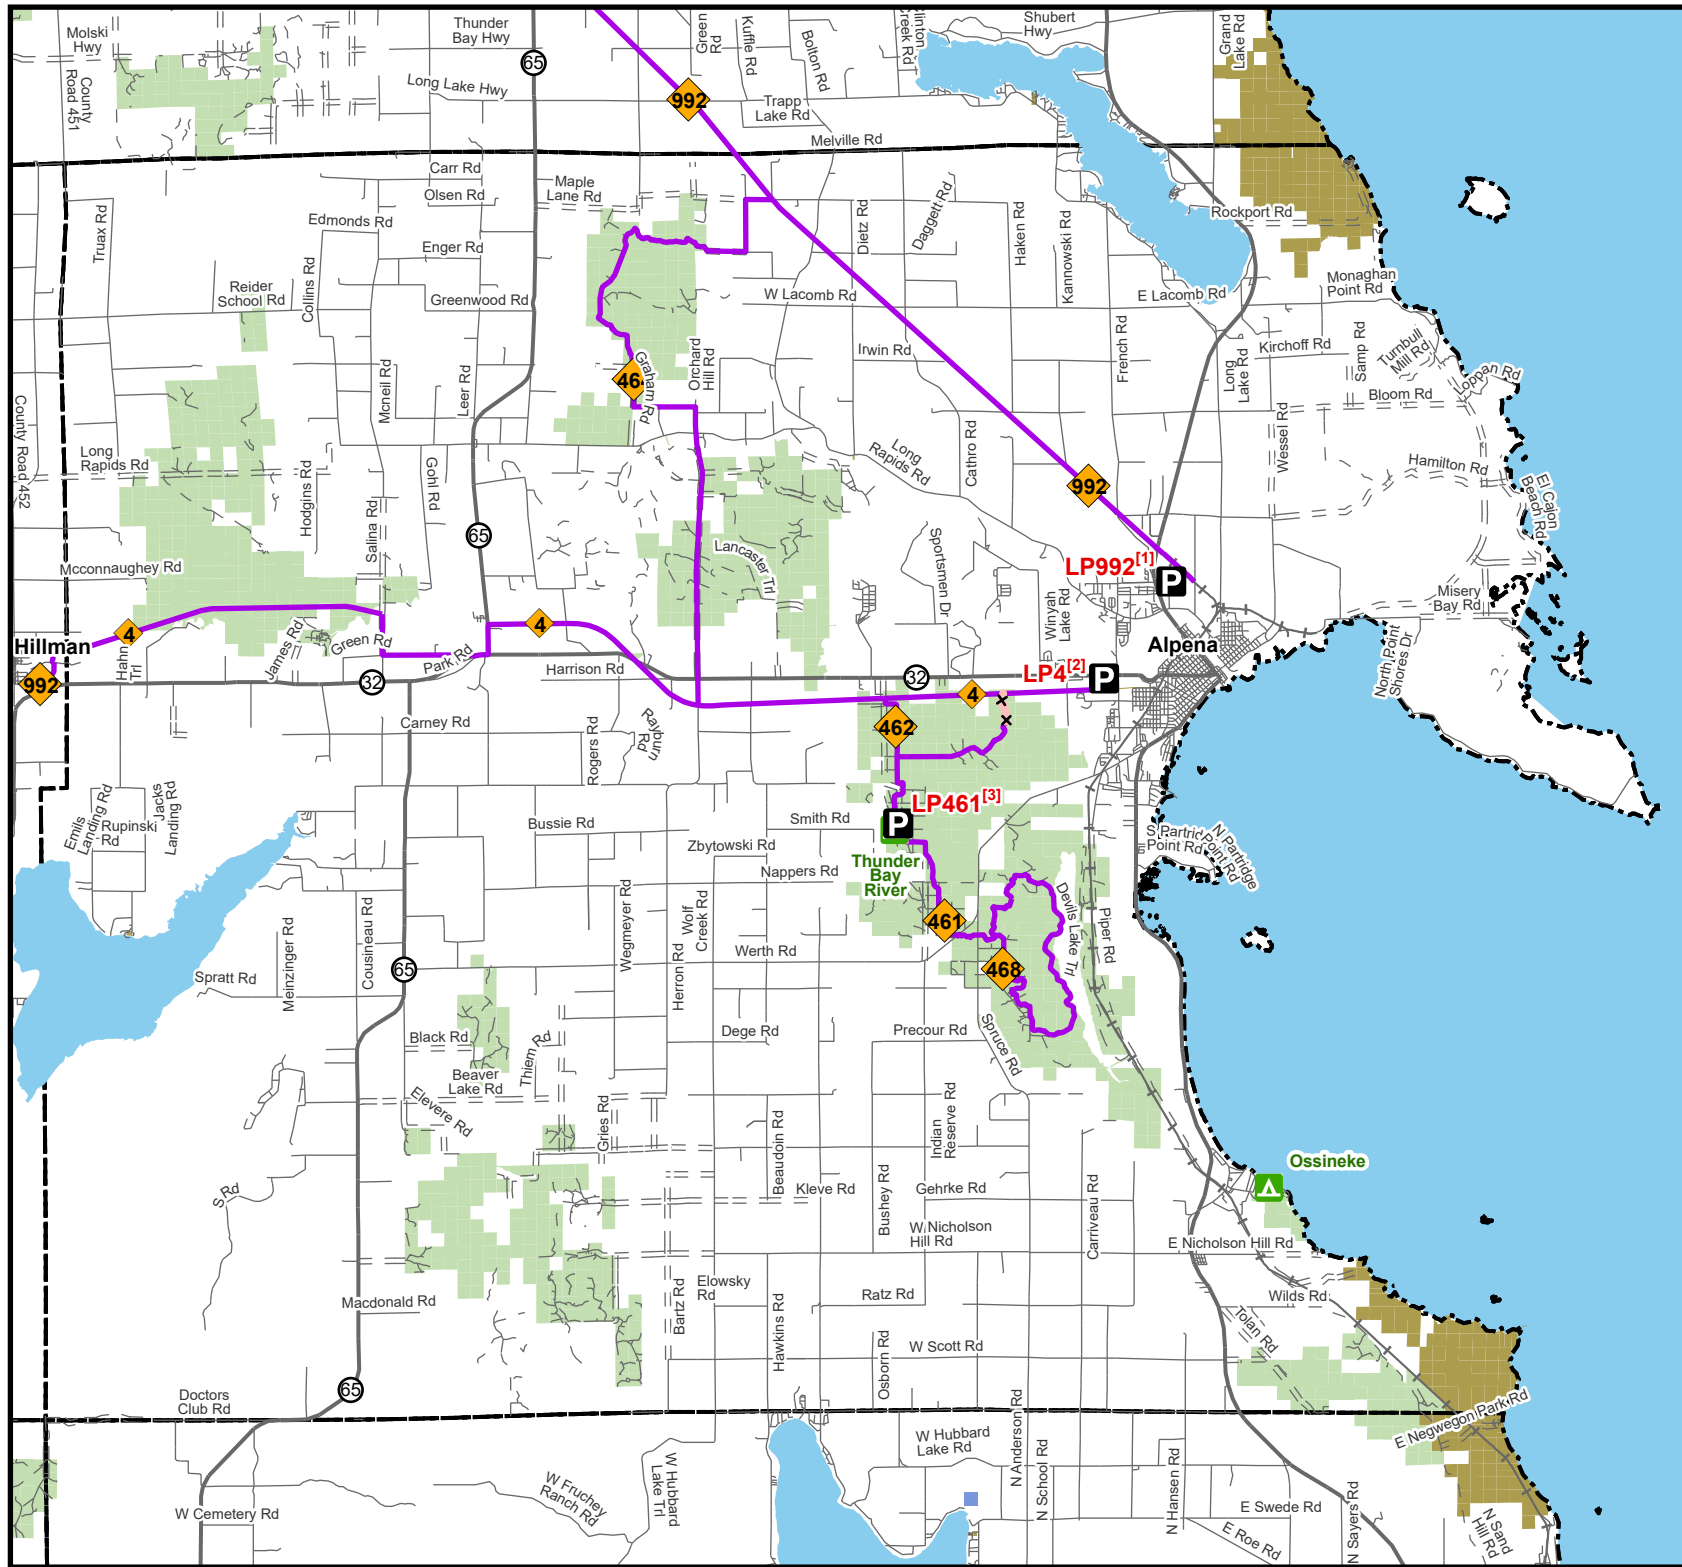 Molski
Hwy
County
Road 451
Thunder
Bay Hwy
65
Long Lake Hwy
Green
Rd
Kuffle Rd
Bolton Rd
Clinton
Creek Rd
Shubert
Hwy
Grand
Lake Rd
992
Trapp
Lake Rd
Melville Rd
Carr Rd
Olsen Rd
Maple
Lane Rd
Truax Rd
Edmonds Rd
Enger Rd
Dietz Rd
Daggett Rd
Haken Rd
Kannowski Rd
Rockport Rd
Reider
School Rd
Collins Rd
Greenwood Rd
W Lacomb Rd
E Lacomb Rd
Monaghan
Point Rd
Mcneil Rd
Leer Rd
464
Graham Rd
Orchard
Hill Rd
Irwin Rd
French Rd
Long
Lake Rd
Kirchoff Rd
Samp Rd
Turnbull
Mill Rd
Loppan Rd
Bloom Rd
County Road 452
Long
Rapids Rd
Hodgins Rd
Gohl Rd
Salina Rd
65
Long
Rapids Rd
Cathro Rd
992
Wessel Rd
Hamilton Rd
El Cajon
Beach Rd
Mcconnaughey Rd
Lancaster Trl
Sportsmen Dr
Winyah
Lake Rd
LP992[1]
P
Misery
Bay Rd
Hillman
4
Hahn
Trl
James Rd
Green Rd
Park Rd
4
Harrison Rd
32
LP4[2]
P
Alpena
North Point
Shores Dr
992
32
4
Carney Rd
Rogers Rd
Rayburn
Rd
462
Emils
Landing Rd
Rupinski
Rd
Jacks
Landing Rd
Bussie Rd
Smith Rd
LP461[3]
P
Zbytowski Rd
Nappers Rd
Thunder
Bay
River
S Partridge
Point Rd
N Partridge
Point Rd
Meinzinger Rd
Cousineau Rd
Wegmeyer Rd
Wolf
Creek Rd
Herron Rd
Werth Rd
461
468
Devils Lake Trl
Piper Rd
Spratt Rd
65
Black Rd
Thiem Rd
Beaver
Lake Rd
Dege Rd
Precour Rd
Spruce Rd
Elevere Rd
Gries Rd
Beaudoin Rd
Indian
Reserve Rd
S Rd
Kleve Rd
Bushey Rd
Gehrke Rd
Carriveau Rd
Ossineke
W Nicholson
Hill Rd
E Nicholson Hill Rd
Macdonald Rd
Bartz Rd
Elowsky
Rd
Ratz Rd
Wilds Rd
Tolan Rd
Hawkins Rd
Osborn Rd
W Scott Rd
65
Doctors
Club Rd
W Hubbard
Lake Rd
N Anderson Rd
E Negwegon Park Rd
W Cemetery Rd
W Fruchey
Ranch Rd
W Hubbard
Lake Trl
N School Rd
N Hansen Rd
E Swede Rd
E Roe Rd
N Sayers Rd
N Sand
Hill Rd